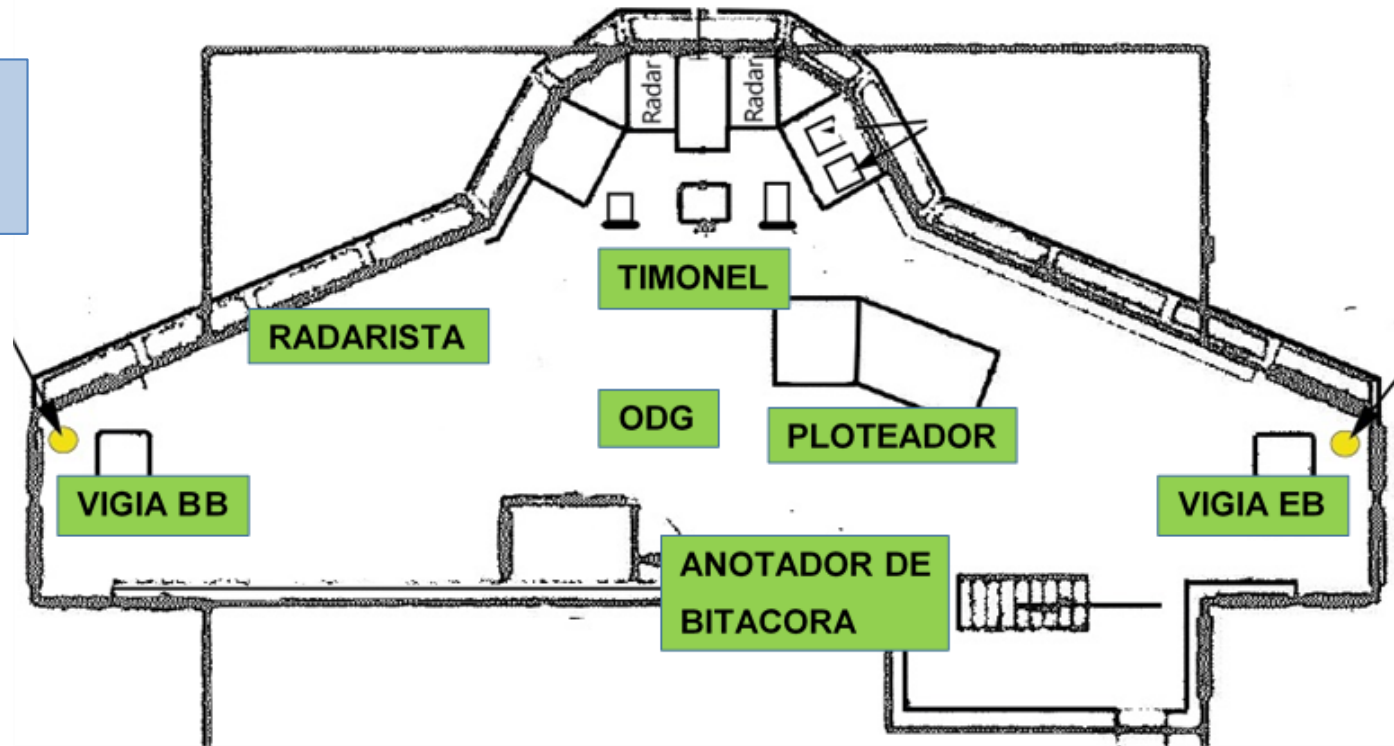 Radar
Radar
TIMONEL
RADARISTA
ODG
PLOTEADOR
VIGIA BB
VIGIA EB
ANOTADOR DE
BITACORA